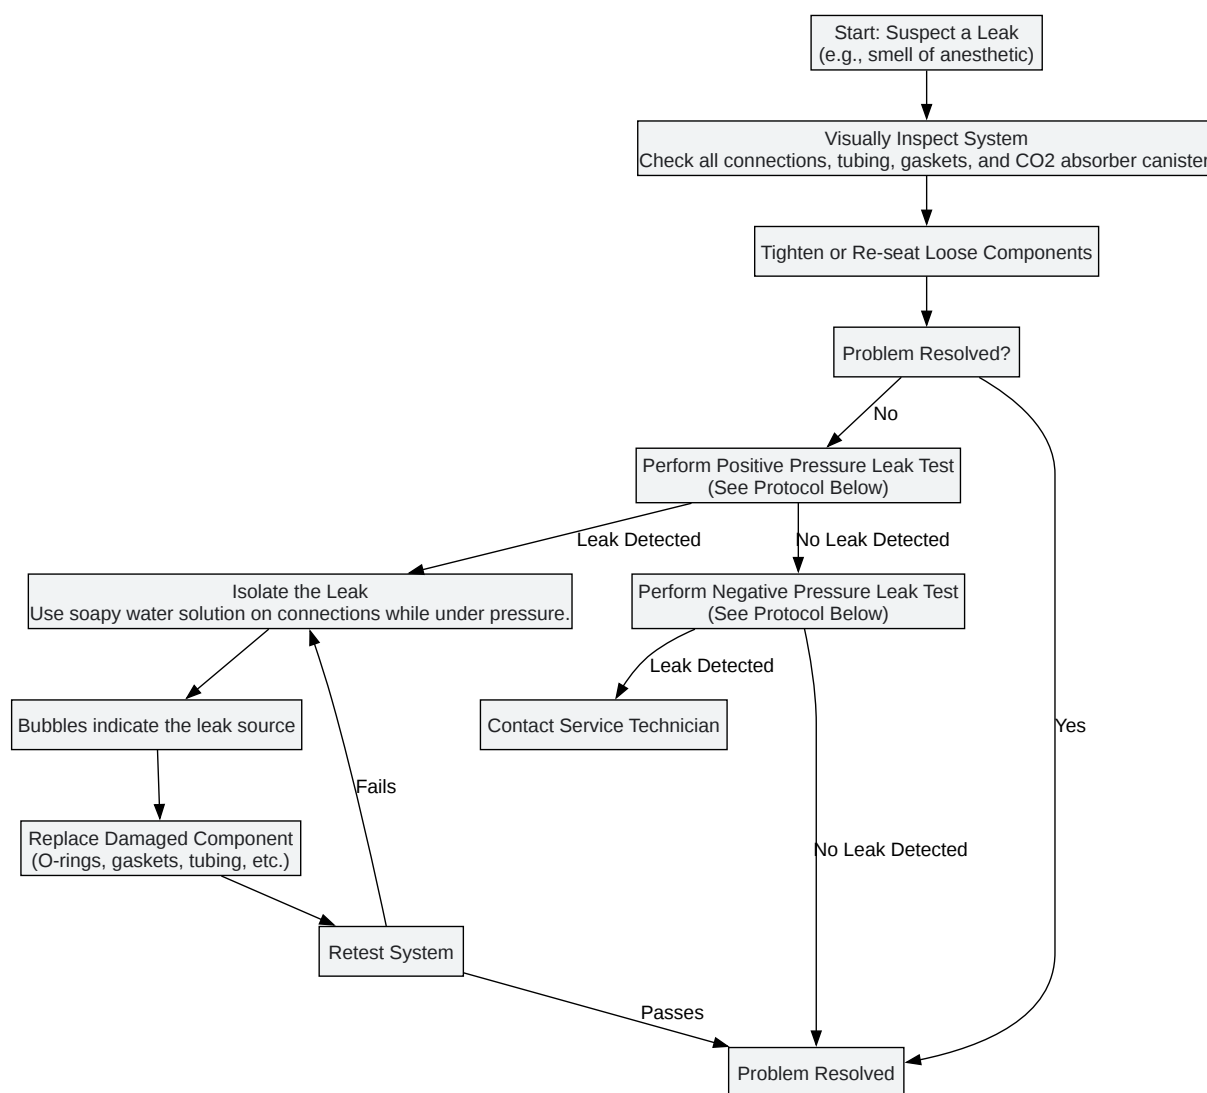 Start: Suspect a Leak
(e.g., smell of anesthetic)
Visually Inspect System
Check all connections, tubing, gaskets, and CO2 absorber canister
Tighten or Re-seat Loose Components
Problem Resolved?
No
Yes
Perform Positive Pressure Leak Test
(See Protocol Below)
Leak Detected
No Leak Detected
Isolate the Leak
Use soapy water solution on connections while under pressure.
Perform Negative Pressure Leak Test
(See Protocol Below)
Leak Detected
No Leak Detected
Bubbles indicate the leak source
Contact Service Technician
Replace Damaged Component
(O-rings, gaskets, tubing, etc.)
Fails
Retest System
Passes
Problem Resolved